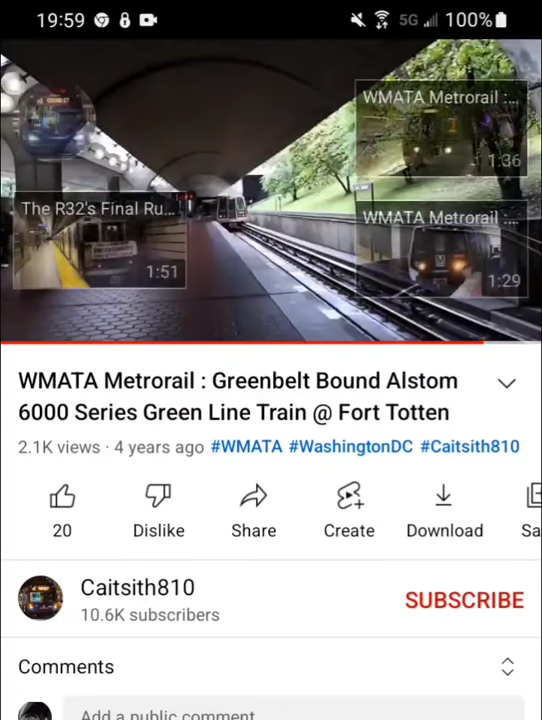 19:59
5G
100%
WMATA Metrorail :...
1:36
The R32's Final Ru...
1:51
WMATA Metrorail :...
1:29
WMATA Metrorail : Greenbelt Bound Alstom
6000 Series Green Line Train @ Fort Totten
2.1K views · 4 years ago #WMATA #WashingtonDC #Caitsith810
20
Dislike
Share
Create
Download
Sa
Caitsith810
10.6K subscribers
SUBSCRIBE
Comments
Add a public comment